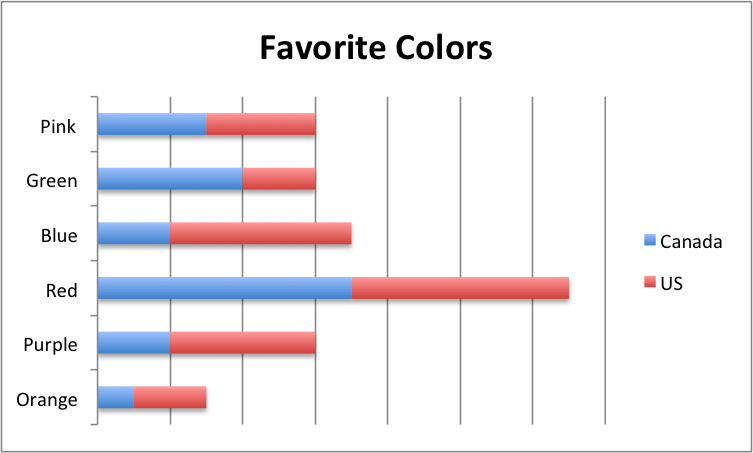 Favorite Colors
Pink
Green
Blue
Red
Purple
Orange
Canada
US